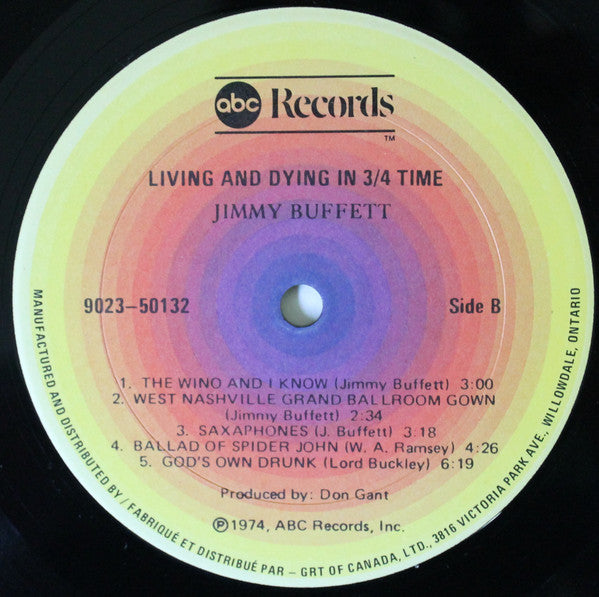 abc Records
TM
LIVING AND DYING IN 3/4 TIME
JIMMY BUFFETT
9023-50132
Side B
1. THE WINO AND I KNOW (Jimmy Buffett) 3:00
2. WEST NASHVILLE GRAND BALLROOM GOWN
(Jimmy Buffett) 2:34
3. SAXAPHONES (J. Buffett) 3:18
4. BALLAD OF SPIDER JOHN (W. A. Ramsey) 4:26
5. GOD'S OWN DRUNK (Lord Buckley) 6:19
Produced by: Don Gant
Ⓟ1974, ABC Records, Inc.
MANUFACTURED AND DISTRIBUTED BY / FABRIQUÉ ET DISTRIBUÉ PAR – GRT OF CANADA, LTD., 3816 VICTORIA PARK AVE., WILLOWDALE, ONTARIO